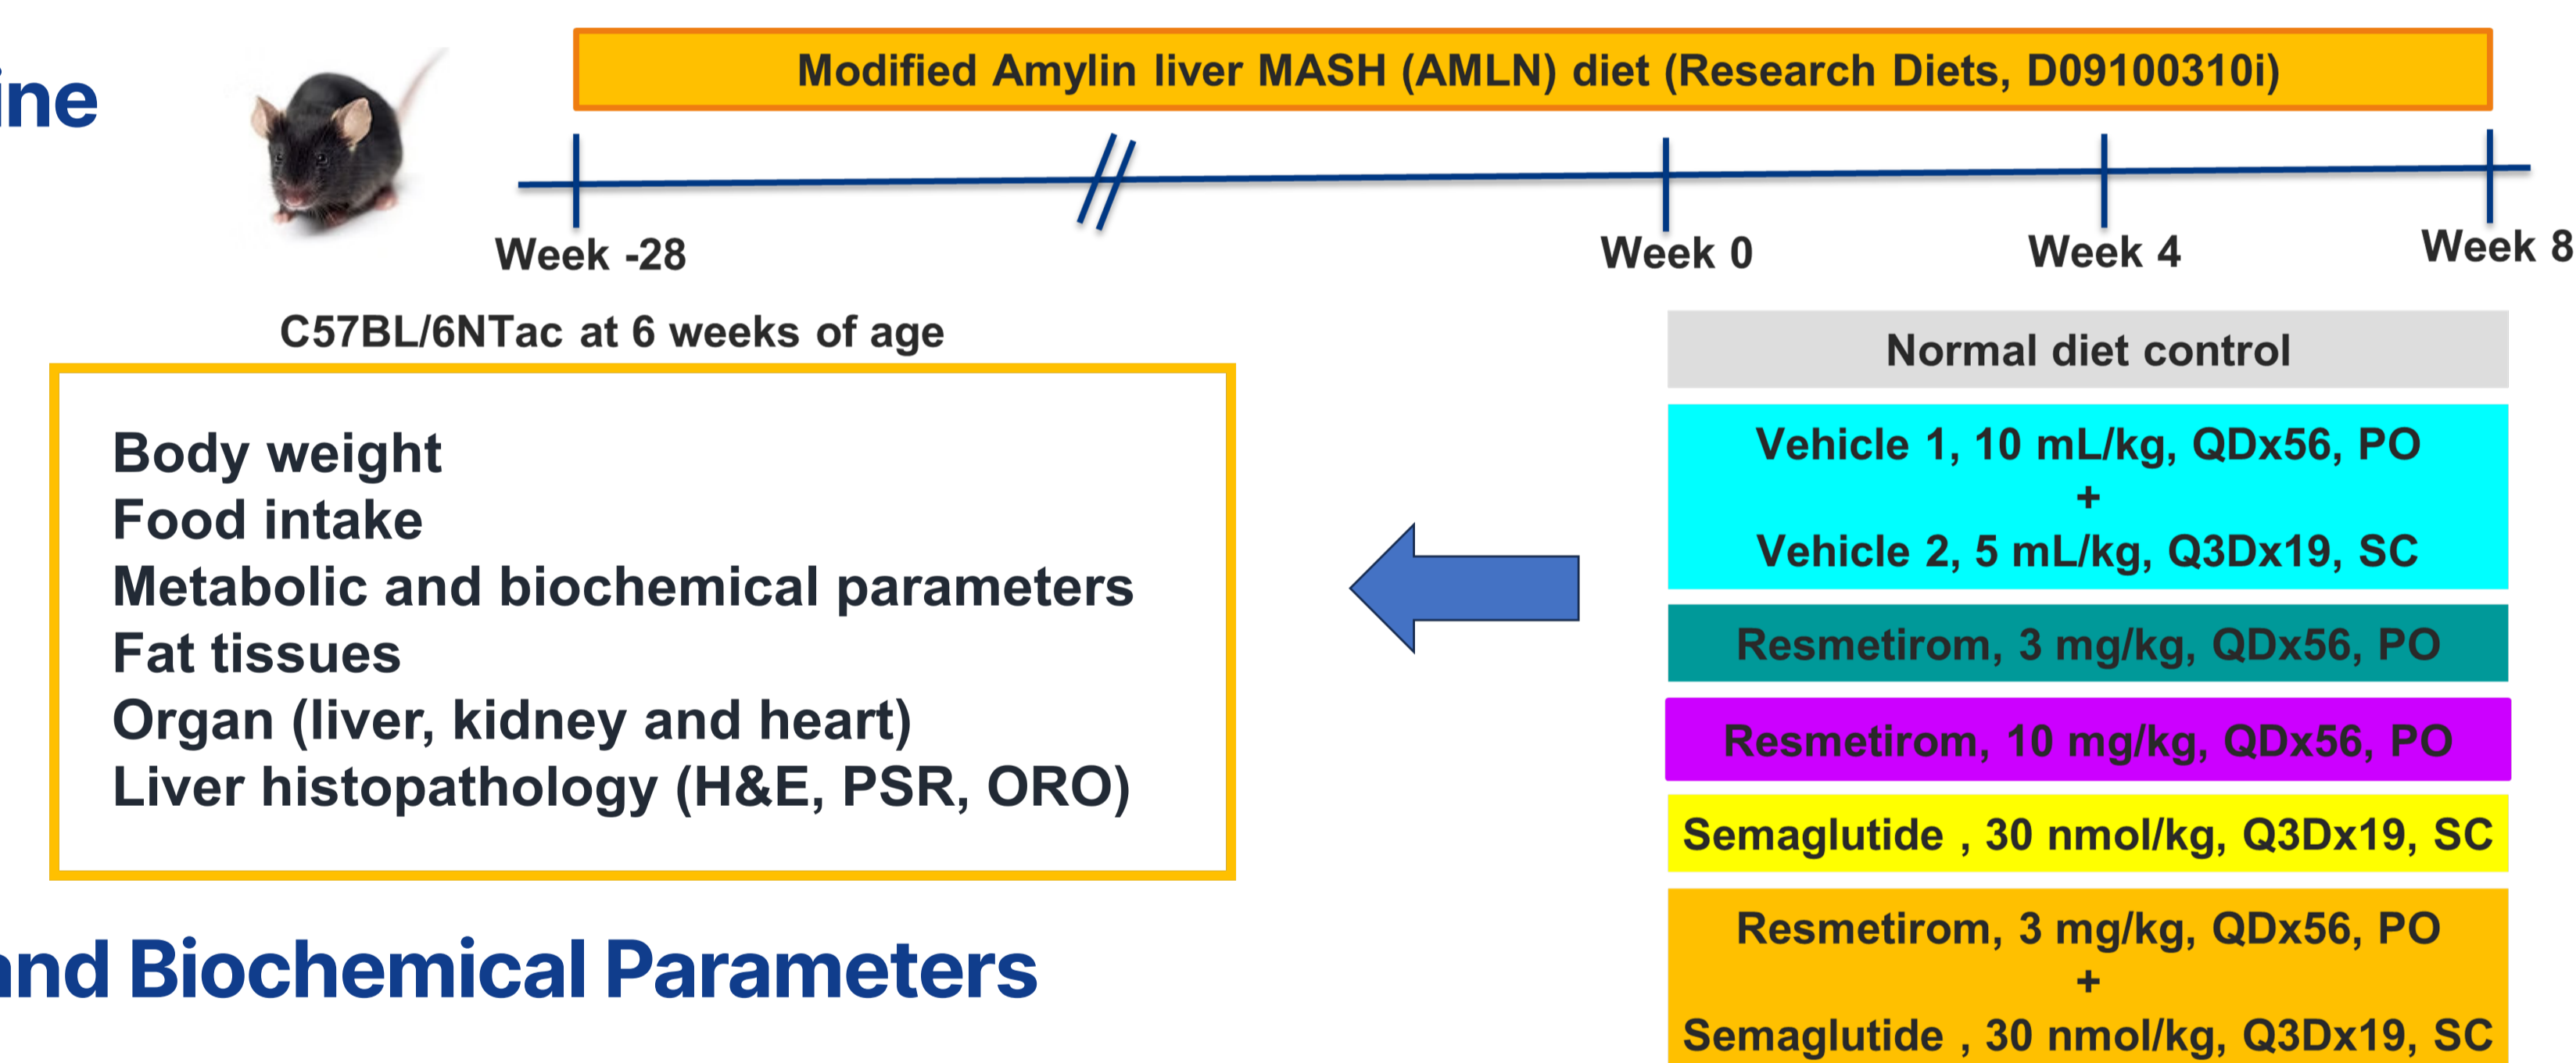 ine
Modified Amylin liver MASH (AMLN) diet (Research Diets, D09100310i)
Week -28
Week 0
Week 4
Week 8
C57BL/6NTac at 6 weeks of age
Body weight
Food intake
Metabolic and biochemical parameters
Fat tissues
Organ (liver, kidney and heart)
Liver histopathology (H&E, PSR, ORO)
Normal diet control
Vehicle 1, 10 mL/kg, QDx56, PO
+
Vehicle 2, 5 mL/kg, Q3Dx19, SC
Resmetirom, 3 mg/kg, QDx56, PO
Resmetirom, 10 mg/kg, QDx56, PO
Semaglutide , 30 nmol/kg, Q3Dx19, SC
Resmetirom, 3 mg/kg, QDx56, PO
+
Semaglutide , 30 nmol/kg, Q3Dx19, SC
and Biochemical Parameters